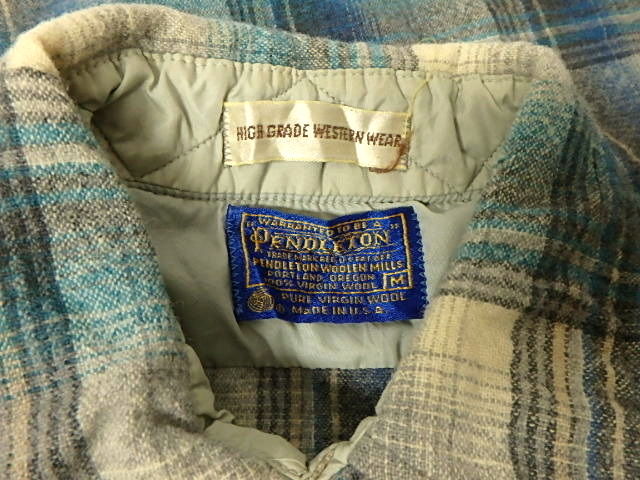 HIGH GRADE WESTERN WEAR
"WARRANTED TO BE A
PENDLETON"
TRADE MARK REG U.S PAT OFF
PENDLETON WOOLEN MILLS
PORTLAND, OREGON
100% VIRGIN WOOL M
PURE VIRGIN WOOL
© MADE IN U.S.A.